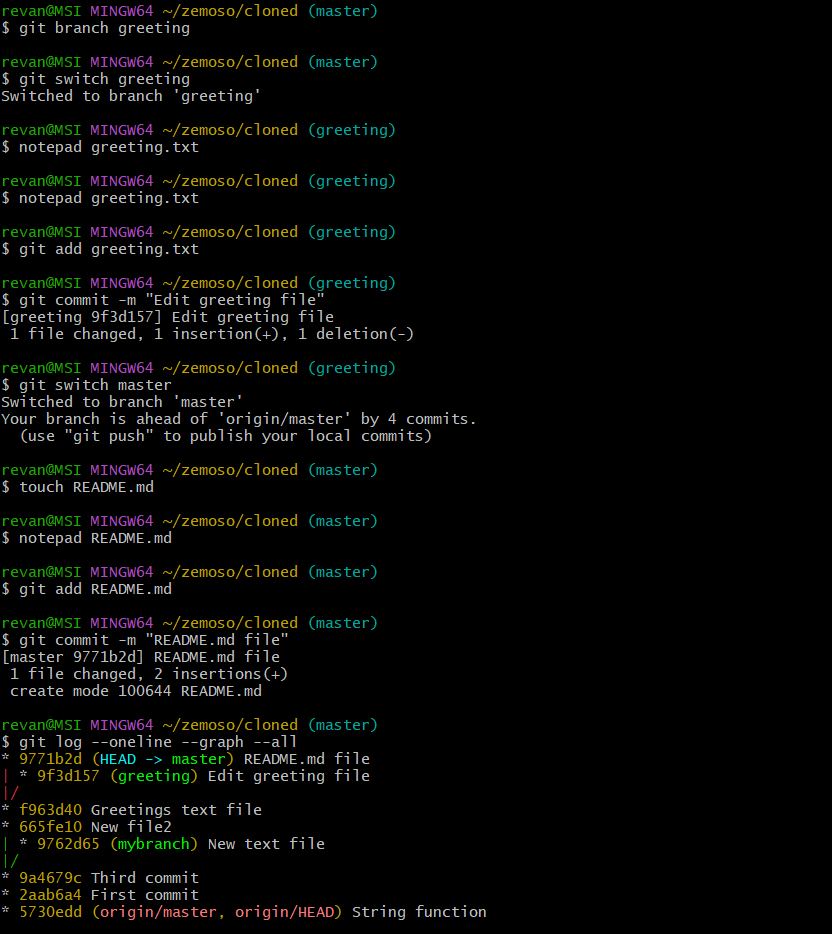 revan@MSI MINGW64 ~/zemoso/cloned (master)
$ git branch greeting
revan@MSI MINGW64 ~/zemoso/cloned (master)
$ git switch greeting
Switched to branch 'greeting'
revan@MSI MINGW64 ~/zemoso/cloned (greeting)
$ notepad greeting.txt
revan@MSI MINGW64 ~/zemoso/cloned (greeting)
$ notepad greeting.txt
revan@MSI MINGW64 ~/zemoso/cloned (greeting)
$ git add greeting.txt
revan@MSI MINGW64 ~/zemoso/cloned (greeting)
$ git commit -m "Edit greeting file"
[greeting 9f3d157] Edit greeting file
 1 file changed, 1 insertion(+), 1 deletion(-)
revan@MSI MINGW64 ~/zemoso/cloned (greeting)
$ git switch master
Switched to branch 'master'
Your branch is ahead of 'origin/master' by 4 commits.
  (use "git push" to publish your local commits)
revan@MSI MINGW64 ~/zemoso/cloned (master)
$ touch README.md
revan@MSI MINGW64 ~/zemoso/cloned (master)
$ notepad README.md
revan@MSI MINGW64 ~/zemoso/cloned (master)
$ git add README.md
revan@MSI MINGW64 ~/zemoso/cloned (master)
$ git commit -m "README.md file"
[master 9771b2d] README.md file
 1 file changed, 2 insertions(+)
 create mode 100644 README.md
revan@MSI MINGW64 ~/zemoso/cloned (master)
$ git log --oneline --graph --all
* 9771b2d (HEAD -> master) README.md file
| * 9f3d157 (greeting) Edit greeting file
|/
* f963d40 Greetings text file
* 665fe10 New file2
| * 9762d65 (mybranch) New text file
|/
* 9a4679c Third commit
* 2aab6a4 First commit
* 5730edd (origin/master, origin/HEAD) String function